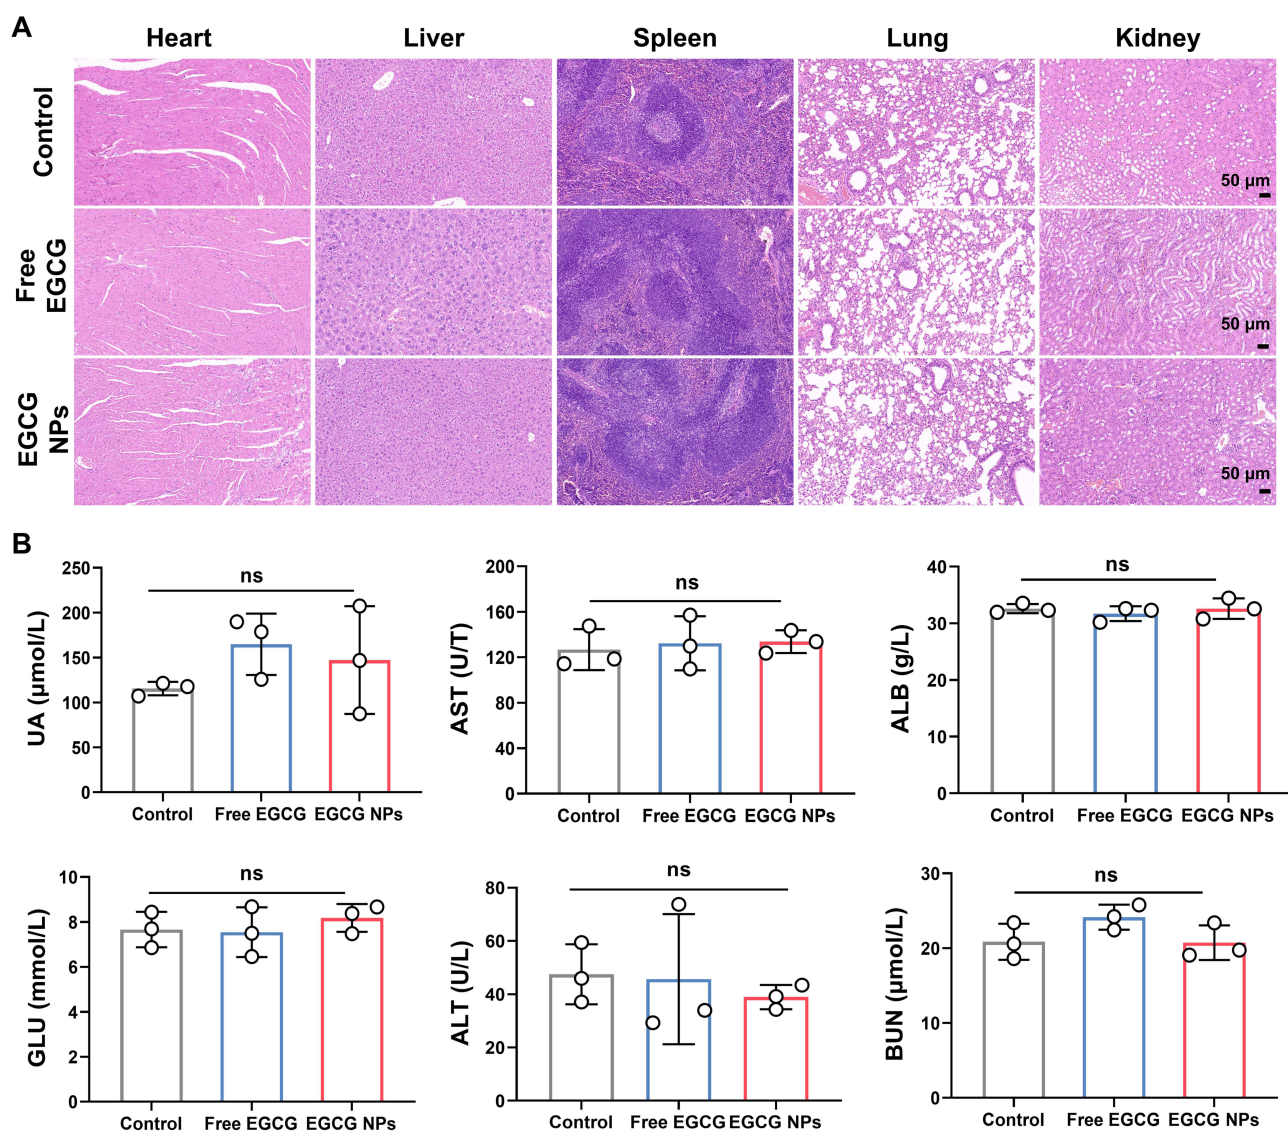 A
Heart Liver Spleen Lung Kidney
Control
50 μm
Free
EGCG
50 μm
EGCG
NPs
50 μm
B
UA (μmol/L)
250
200
150
100
50
0
ns
Control Free EGCG EGCG NPs
AST (U/T)
200
160
120
80
40
0
ns
Control Free EGCG EGCG NPs
ALB (g/L)
40
30
20
10
0
ns
Control Free EGCG EGCG NPs
GLU (mmol/L)
10
8
6
4
2
0
ns
Control Free EGCG EGCG NPs
ALT (U/L)
80
60
40
20
0
ns
Control Free EGCG EGCG NPs
BUN (μmol/L)
30
20
10
0
ns
Control Free EGCG EGCG NPs